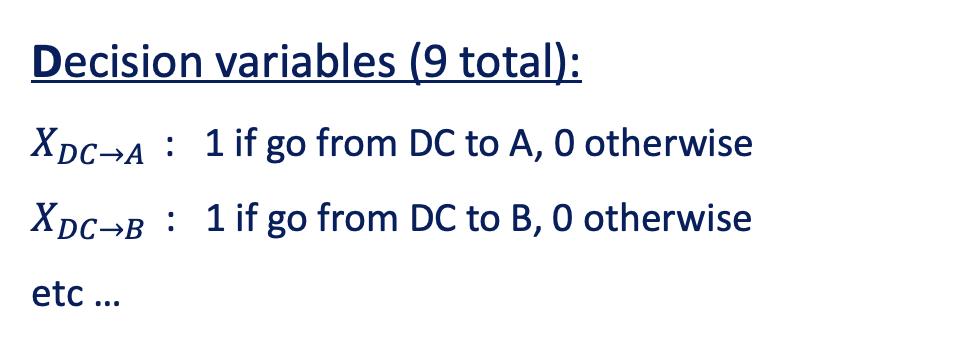 Decision variables (9 total):
X_{DC→A} : 1 if go from DC to A, 0 otherwise
X_{DC→B} : 1 if go from DC to B, 0 otherwise
etc ...